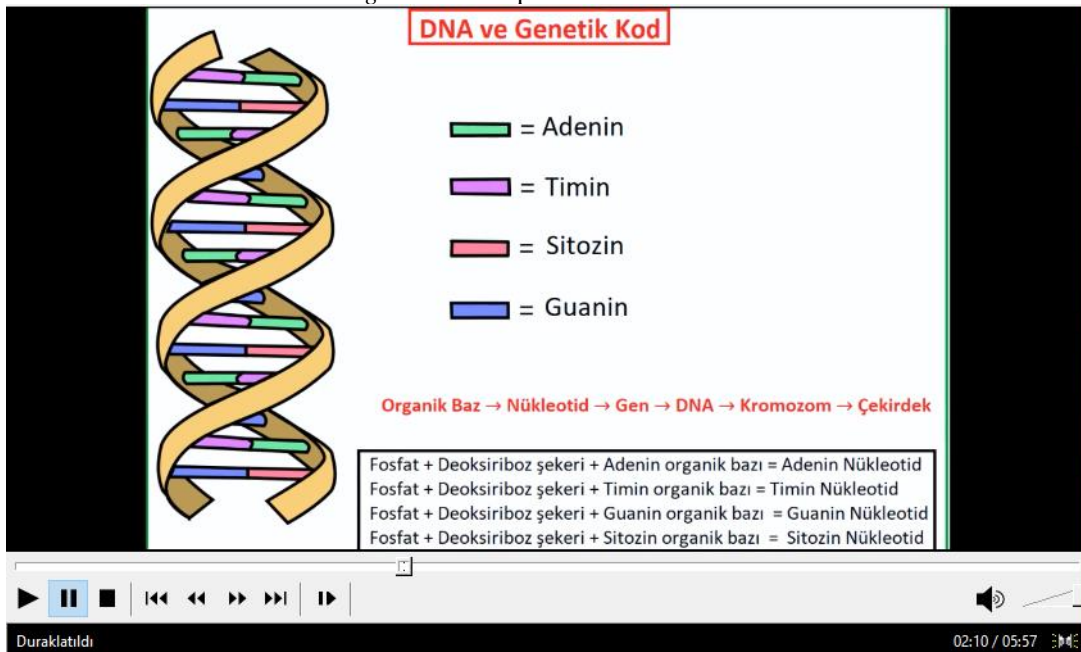 DNA ve Genetik Kod
= Adenin
= Timin
= Sitozin
= Guanin
Organik Baz → Nükleotid → Gen → DNA → Kromozom → Çekirdek
Fosfat + Deoksiriboz şekeri + Adenin organik bazı = Adenin Nükleotid
Fosfat + Deoksiriboz şekeri + Timin organik bazı = Timin Nükleotid
Fosfat + Deoksiriboz şekeri + Guanin organik bazı = Guanin Nükleotid
Fosfat + Deoksiriboz şekeri + Sitozin organik bazı = Sitozin Nükleotid
Duraklatıldı 02:10 / 05:57